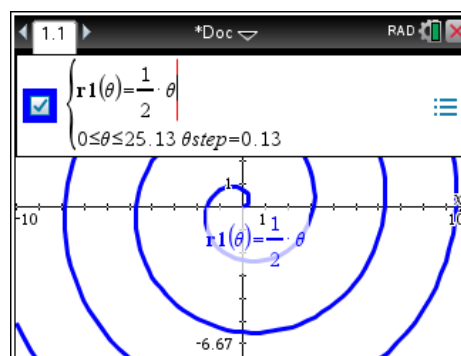 1.1 *Doc RAD
r1(θ)=1/2·θ
0≤θ≤25.13 θstep=0.13
1
x
-10 1 10
r1(θ)=1/2·θ
-6.67